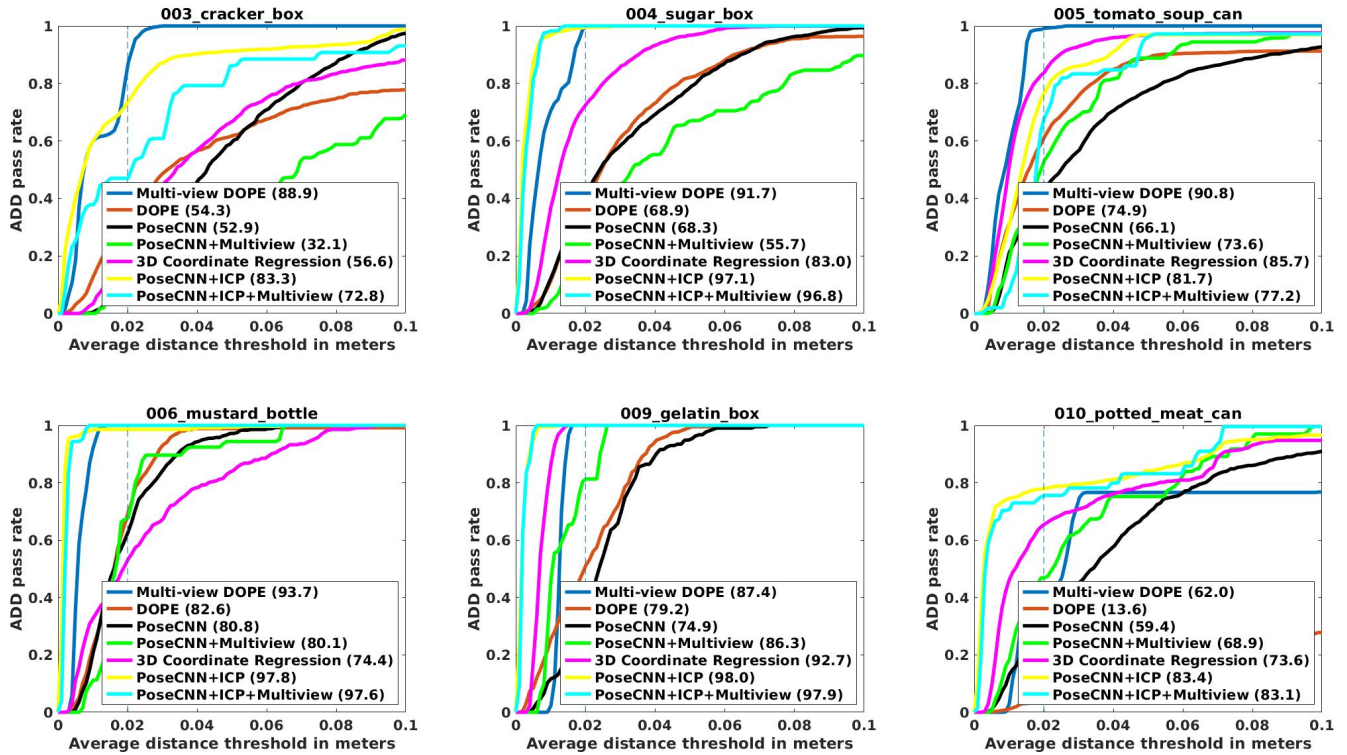 003_cracker_box
ADD pass rate
1
0.8
0.6
0.4
0.2
0
Multi-view DOPE (88.9)
DOPE (54.3)
PoseCNN (52.9)
PoseCNN+Multiview (32.1)
3D Coordinate Regression (56.6)
PoseCNN+ICP (83.3)
PoseCNN+ICP+Multiview (72.8)
0 0.02 0.04 0.06 0.08 0.1
Average distance threshold in meters
004_sugar_box
ADD pass rate
1
0.8
0.6
0.4
0.2
0
Multi-view DOPE (91.7)
DOPE (68.9)
PoseCNN (68.3)
PoseCNN+Multiview (55.7)
3D Coordinate Regression (83.0)
PoseCNN+ICP (97.1)
PoseCNN+ICP+Multiview (96.8)
0 0.02 0.04 0.06 0.08 0.1
Average distance threshold in meters
005_tomato_soup_can
ADD pass rate
1
0.8
0.6
0.4
0.2
0
Multi-view DOPE (90.8)
DOPE (74.9)
PoseCNN (66.1)
PoseCNN+Multiview (73.6)
3D Coordinate Regression (85.7)
PoseCNN+ICP (81.7)
PoseCNN+ICP+Multiview (77.2)
0 0.02 0.04 0.06 0.08 0.1
Average distance threshold in meters
006_mustard_bottle
ADD pass rate
1
0.8
0.6
0.4
0.2
0
Multi-view DOPE (93.7)
DOPE (82.6)
PoseCNN (80.8)
PoseCNN+Multiview (80.1)
3D Coordinate Regression (74.4)
PoseCNN+ICP (97.8)
PoseCNN+ICP+Multiview (97.6)
0 0.02 0.04 0.06 0.08 0.1
Average distance threshold in meters
009_gelatin_box
ADD pass rate
1
0.8
0.6
0.4
0.2
0
Multi-view DOPE (87.4)
DOPE (79.2)
PoseCNN (74.9)
PoseCNN+Multiview (86.3)
3D Coordinate Regression (92.7)
PoseCNN+ICP (98.0)
PoseCNN+ICP+Multiview (97.9)
0 0.02 0.04 0.06 0.08 0.1
Average distance threshold in meters
010_potted_meat_can
ADD pass rate
1
0.8
0.6
0.4
0.2
0
Multi-view DOPE (62.0)
DOPE (13.6)
PoseCNN (59.4)
PoseCNN+Multiview (68.9)
3D Coordinate Regression (73.6)
PoseCNN+ICP (83.4)
PoseCNN+ICP+Multiview (83.1)
0 0.02 0.04 0.06 0.08 0.1
Average distance threshold in meters